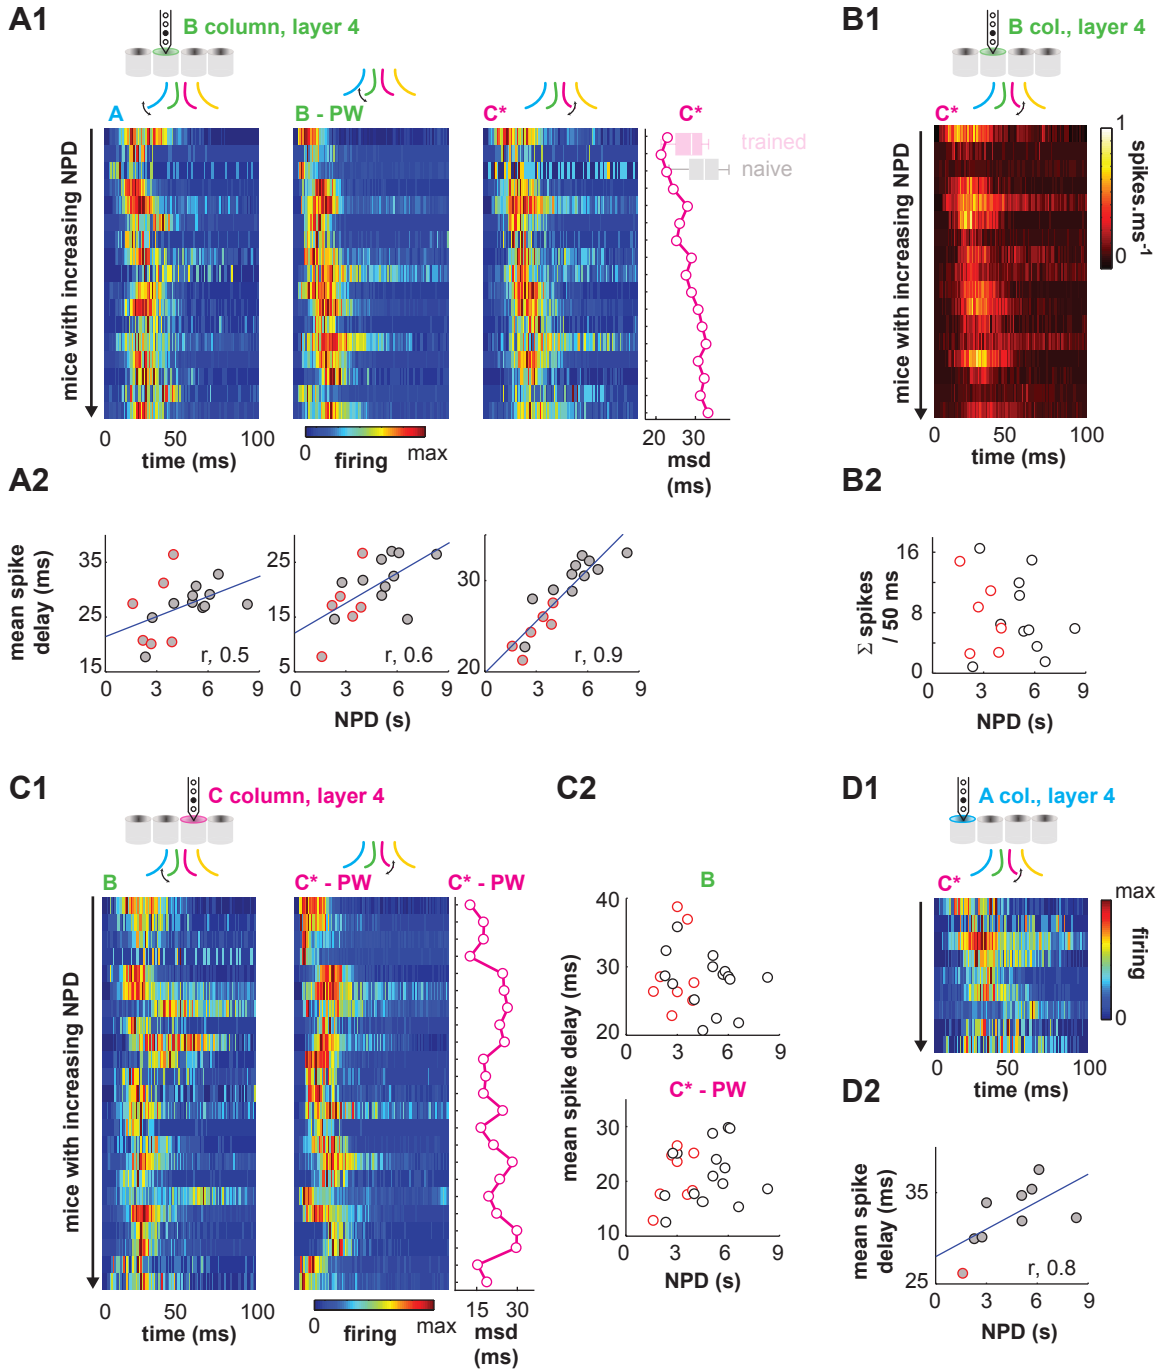 A1
B column, layer 4
A
B - PW
C*
C*
trained
naive
mice with increasing NPD
0 50 100
time (ms)
0 max
firing
20 30
msd
(ms)
B1
B col., layer 4
C*
mice with increasing NPD
1
0
spikes.ms-1
0 50 100
time (ms)
A2
mean spike
delay (ms)
35
25
15
r, 0.5
0 3 6 9
25
15
5
r, 0.6
0 3 6 9
NPD (s)
30
20
r, 0.9
0 3 6 9
B2
Σ spikes
/ 50 ms
16
8
0
0 3 6 9
NPD (s)
C1
C column, layer 4
B
C* - PW
C* - PW
mice with increasing NPD
0 50 100
time (ms)
0 max
firing
15 30
msd
(ms)
C2
B
mean spike delay (ms)
40
30
20
0 3 6 9
C* - PW
30
20
10
0 3 6 9
NPD (s)
D1
A col., layer 4
C*
max
0
firing
0 100
time (ms)
D2
mean spike
delay (ms)
35
25
r, 0.8
0 3 6 9
NPD (s)